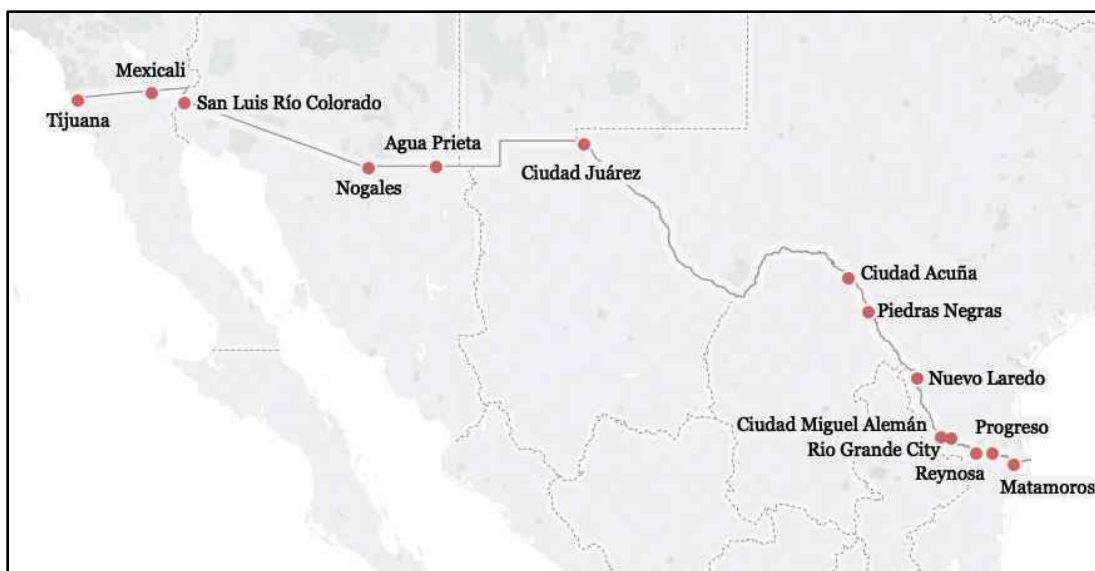 Mexicali
San Luis Río Colorado
Tijuana
Agua Prieta
Nogales
Ciudad Juárez
Ciudad Acuña
Piedras Negras
Nuevo Laredo
Ciudad Miguel Alemán
Progreso
Rio Grande City
Reynosa
Matamoros